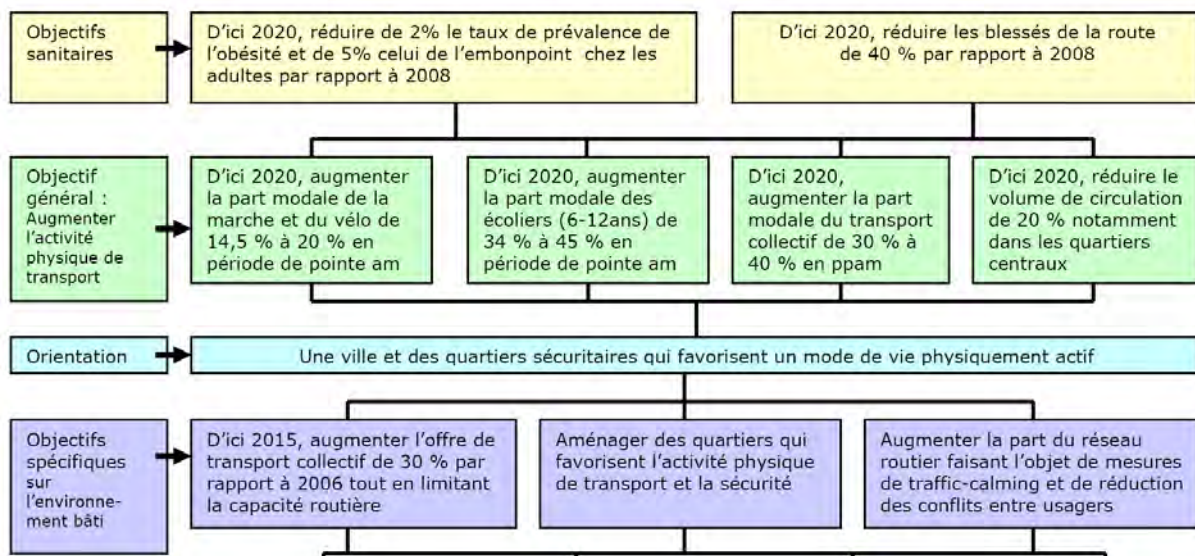 Objectifs
sanitaires
D'ici 2020, réduire de 2% le taux de prévalence de
l'obésité et de 5% celui de l'embonpoint chez les
adultes par rapport à 2008
D'ici 2020, réduire les blessés de la route
de 40 % par rapport à 2008
Objectif
général :
Augmenter
l'activité
physique de
transport
D'ici 2020, augmenter
la part modale de la
marche et du vélo de
14,5 % à 20 % en
période de pointe am
D'ici 2020, augmenter
la part modale des
écoliers (6-12ans) de
34 % à 45 % en
période de pointe am
D'ici 2020,
augmenter la part
modale du transport
collectif de 30 % à
40 % en ppam
D'ici 2020, réduire le
volume de circulation
de 20 % notamment
dans les quartiers
centraux
Orientation
Une ville et des quartiers sécuritaires qui favorisent un mode de vie physiquement actif
Objectifs
spécifiques
sur
l'environne-
ment bâti
D'ici 2015, augmenter l'offre de
transport collectif de 30 % par
rapport à 2006 tout en limitant
la capacité routière
Aménager des quartiers qui
favorisent l'activité physique
de transport et la sécurité
Augmenter la part du réseau
routier faisant l'objet de mesures
de traffic-calming et de réduction
des conflits entre usagers